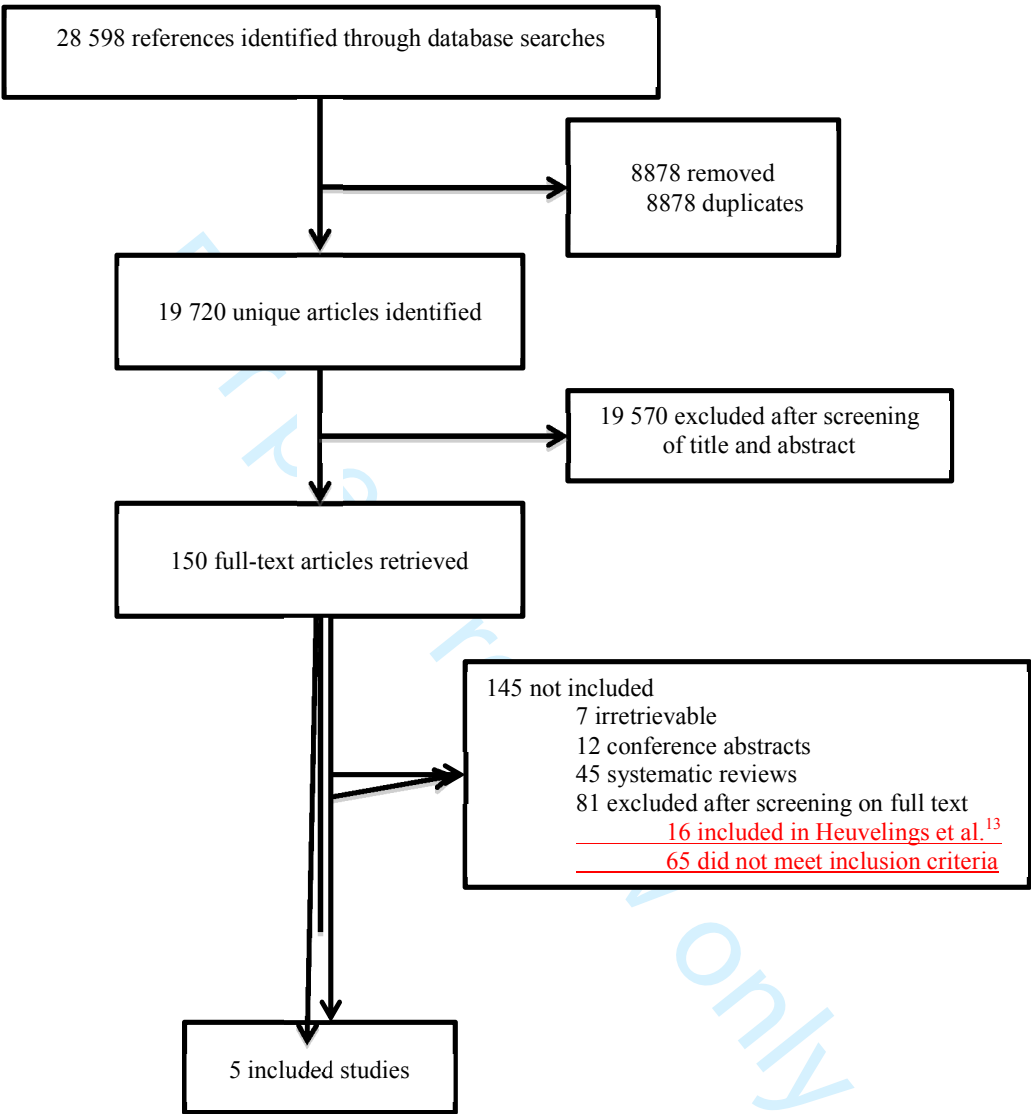 28 598 references identified through database searches
8878 removed
8878 duplicates
19 720 unique articles identified
19 570 excluded after screening
of title and abstract
150 full-text articles retrieved
145 not included
7 irretrievable
12 conference abstracts
45 systematic reviews
81 excluded after screening on full text
16 included in Heuvelings et al.13
65 did not meet inclusion criteria
5 included studies
only